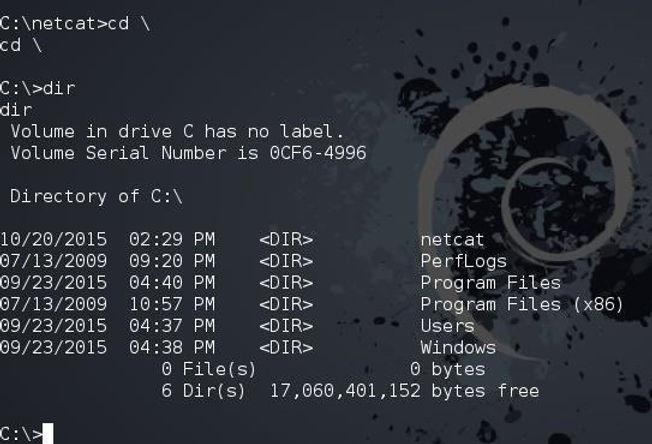 C:\netcat>cd \
cd \
C:\>dir
dir
 Volume in drive C has no label.
 Volume Serial Number is 0CF6-4996
 Directory of C:\
10/20/2015  02:29 PM    <DIR>          netcat
07/13/2009  09:20 PM    <DIR>          PerfLogs
09/23/2015  04:40 PM    <DIR>          Program Files
07/13/2009  10:57 PM    <DIR>          Program Files (x86)
09/23/2015  04:37 PM    <DIR>          Users
09/23/2015  04:38 PM    <DIR>          Windows
               0 File(s)              0 bytes
               6 Dir(s)  17,060,401,152 bytes free
C:\>